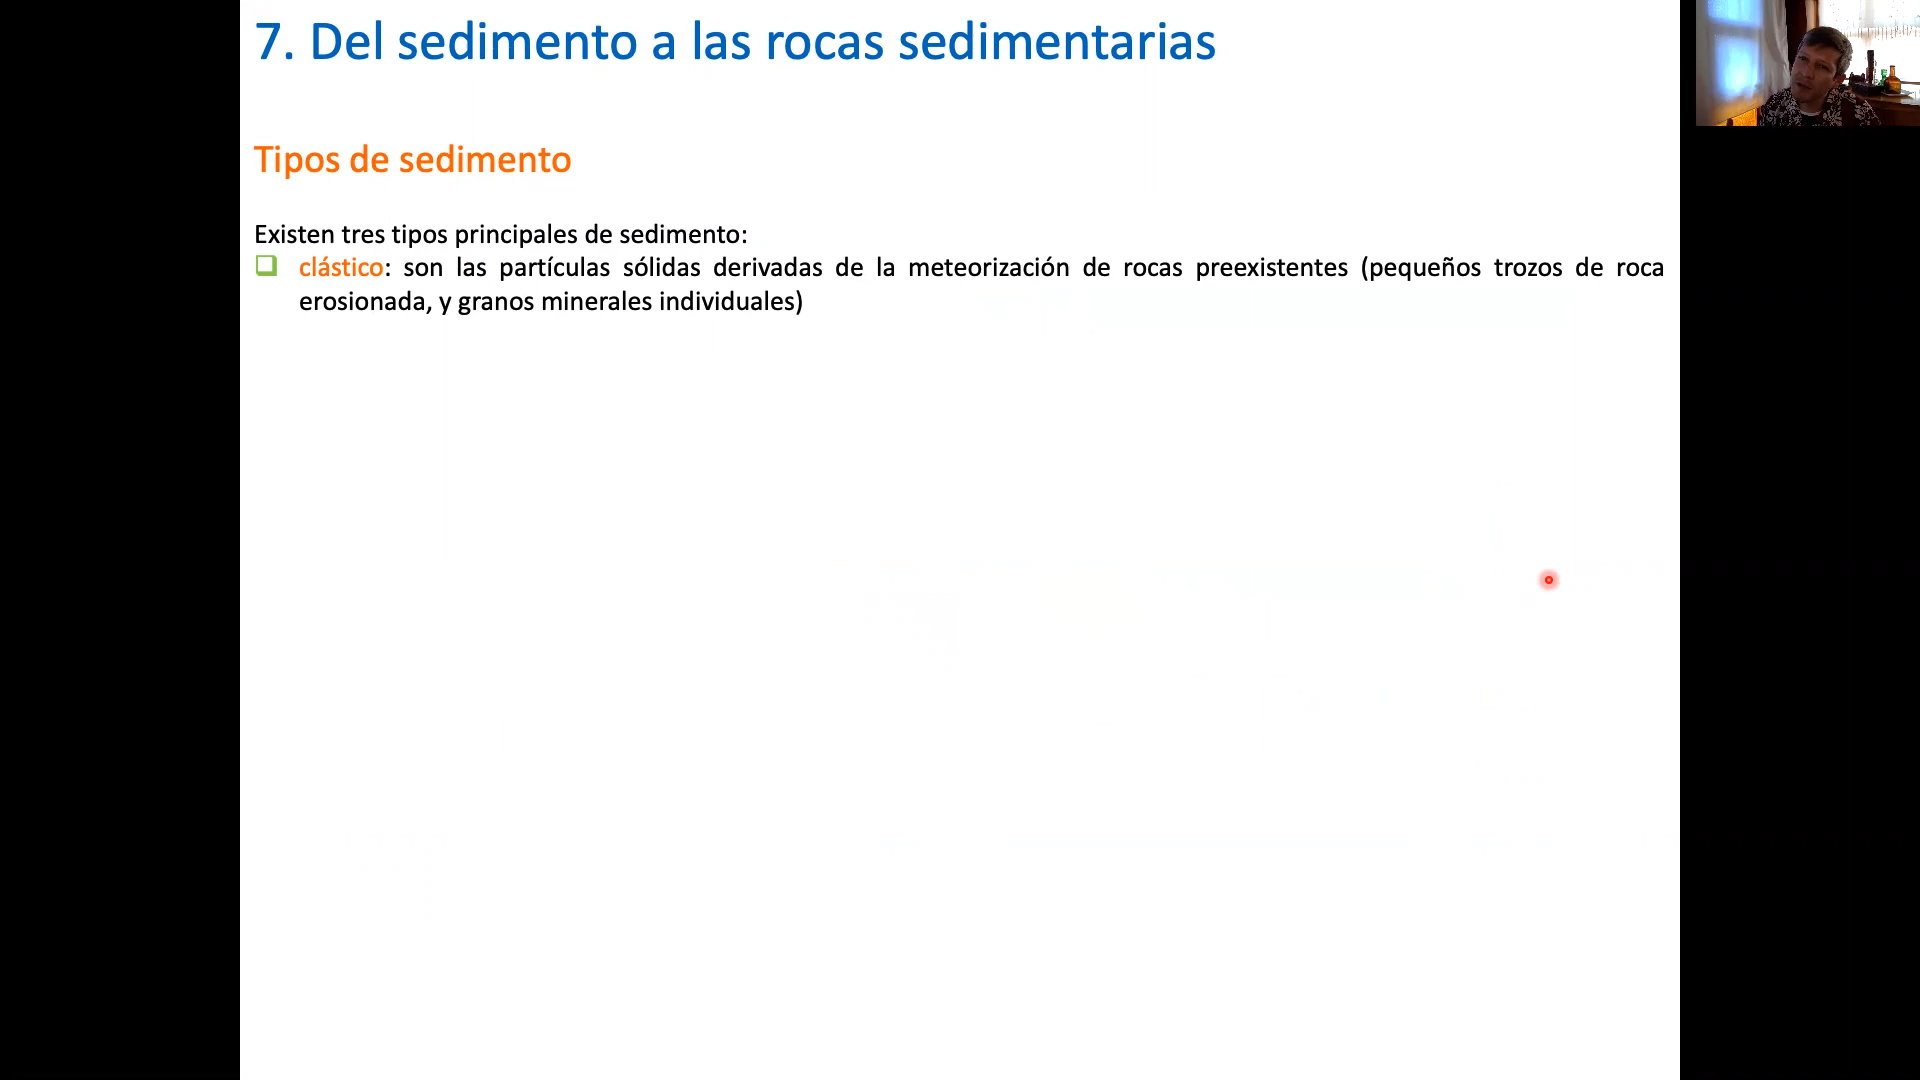 7. Del sedimento a las rocas sedimentarias
Tipos de sedimento
Existen tres tipos principales de sedimento:
clástico: son las partículas sólidas derivadas de la meteorización de rocas preexistentes (pequeños trozos de roca
erosionada, y granos minerales individuales)